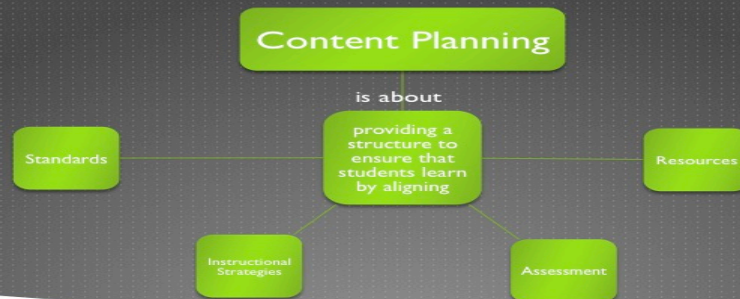 Content Planning
is about
providing a
structure to
ensure that
students learn
by aligning
Standards
Resources
Instructional
Strategies
Assessment